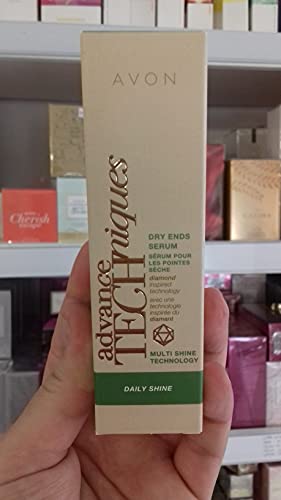 AVON
advance
TECHniques
DRY ENDS
SERUM
SÉRUM POUR
LES POINTES
SÈCHE
diamond
inspired
technology
avec une
technologie
inspirée du
diamant
MULTI SHINE
TECHNOLOGY
DAILY SHINE
Cherish